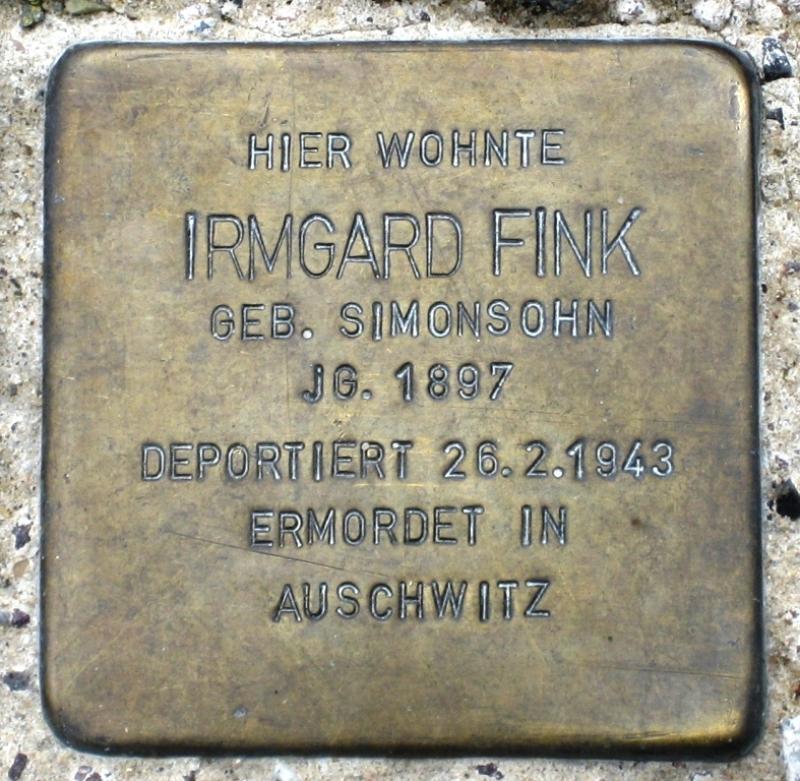 HIER WOHNTE
IRMGARD FINK
GEB. SIMONSOHN
JG. 1897
DEPORTIERT 26.2.1943
ERMORDET IN
AUSCHWITZ